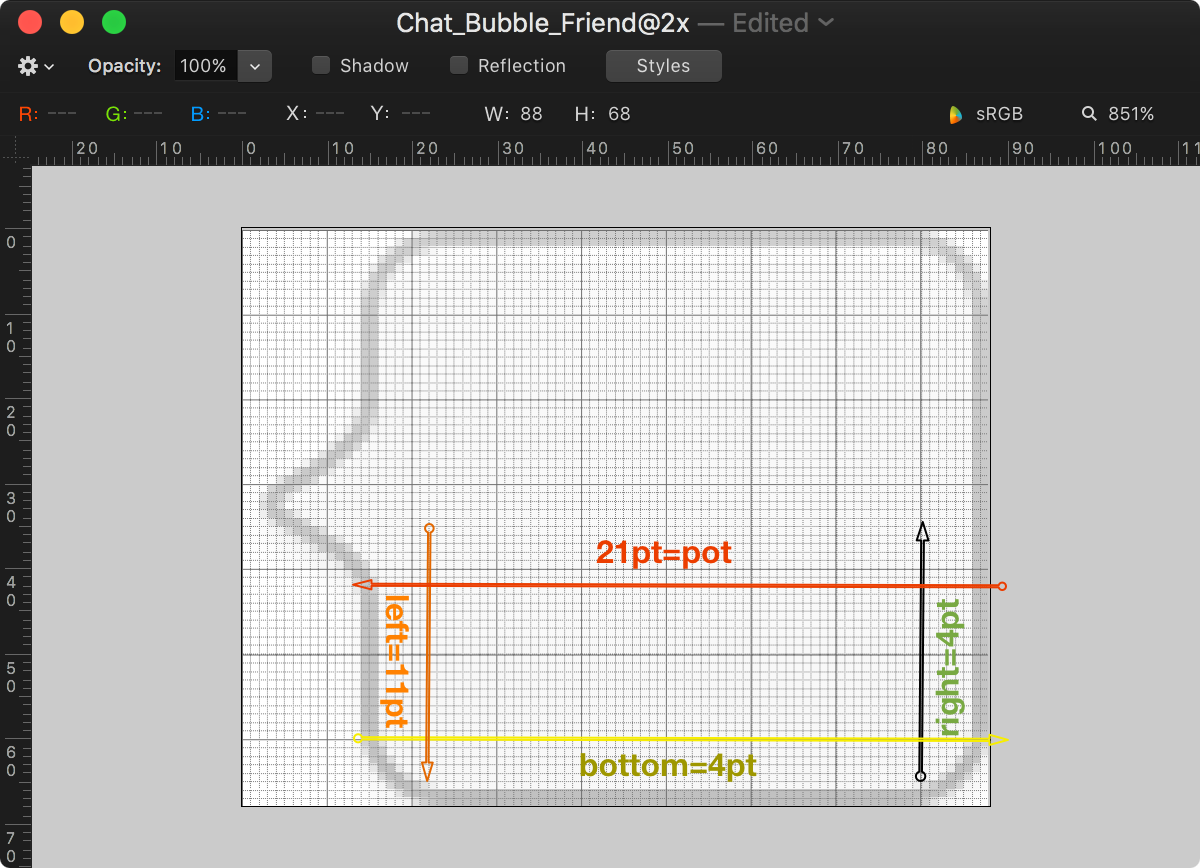 Chat_Bubble_Friend@2x — Edited
Opacity: 100% Shadow Reflection Styles
R: --- G: --- B: --- X: --- Y: --- W: 88 H: 68 sRGB 851%
20 10 0 10 20 30 40 50 60 70 80 90 100 11
0
10
20
30
40
50
60
70
21pt=pot
left=11pt
right=4pt
bottom=4pt